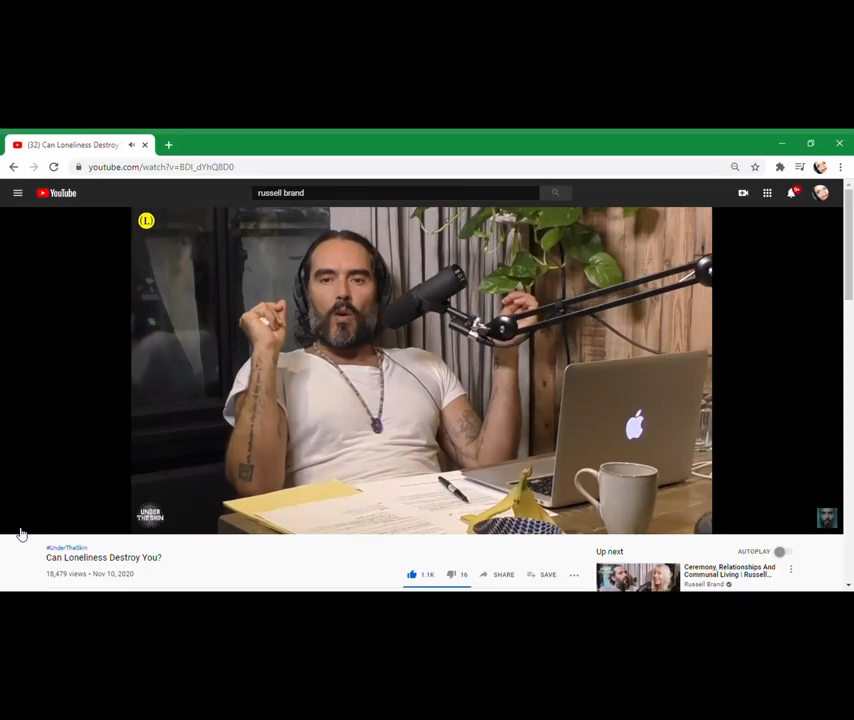 (32) Can Loneliness Destroy
youtube.com/watch?v=BDI_dYhQ8D0
YouTube
russell brand
9+
(L)
UNDER
THE SKIN
#UnderTheSkin
Can Loneliness Destroy You?
18,479 views • Nov 10, 2020
1.1K
16
SHARE
SAVE
Up next
AUTOPLAY
Ceremony, Relationships And
Communal Living | Russell...
Russell Brand